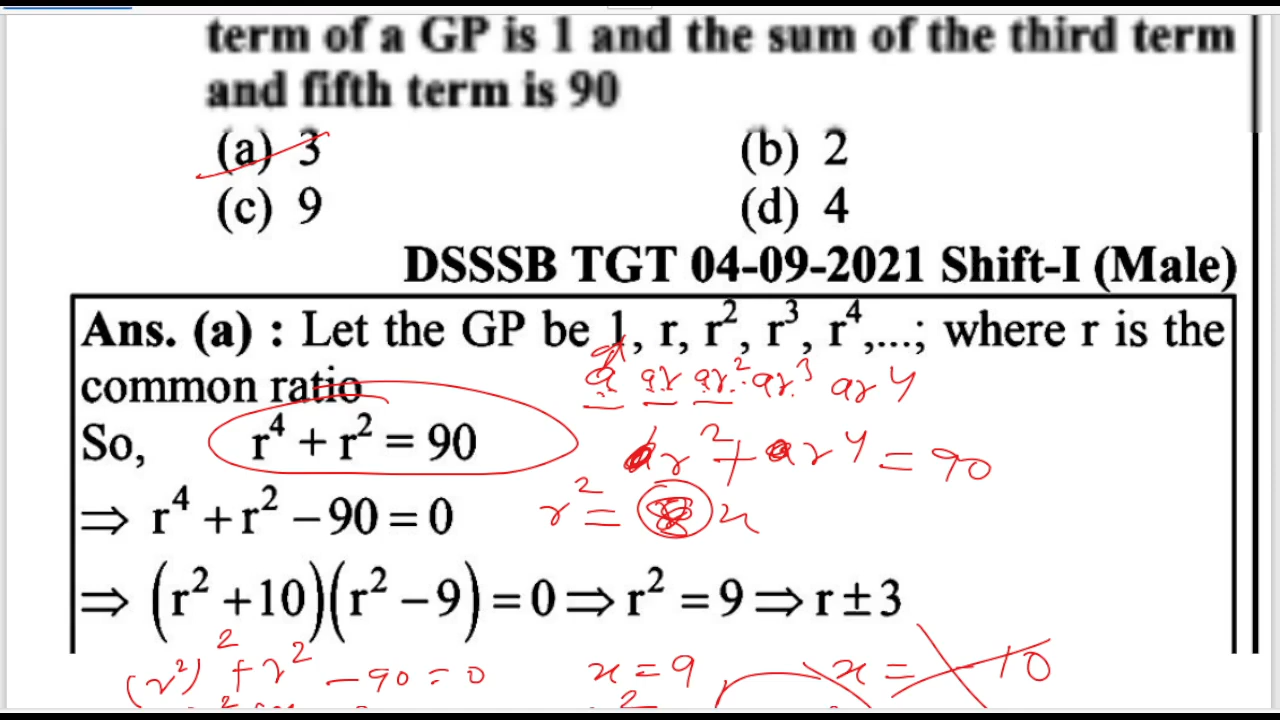 term of a GP is 1 and the sum of the third term
and fifth term is 90
(a) 3 (b) 2
(c) 9 (d) 4
DSSSB TGT 04-09-2021 Shift-I (Male)
Ans. (a) : Let the GP be 1, r, r², r³, r⁴,...; where r is the
a ar ar² ar³ ar⁴
common ratio
So, r⁴ + r² = 90
ar² + ar⁴ = 90
⇒ r⁴ + r² − 90 = 0
r² = x
⇒ (r² + 10)(r² − 9) = 0 ⇒ r² = 9 ⇒ r ± 3
(r²)² + r² − 90 = 0 x = 9 x = −10